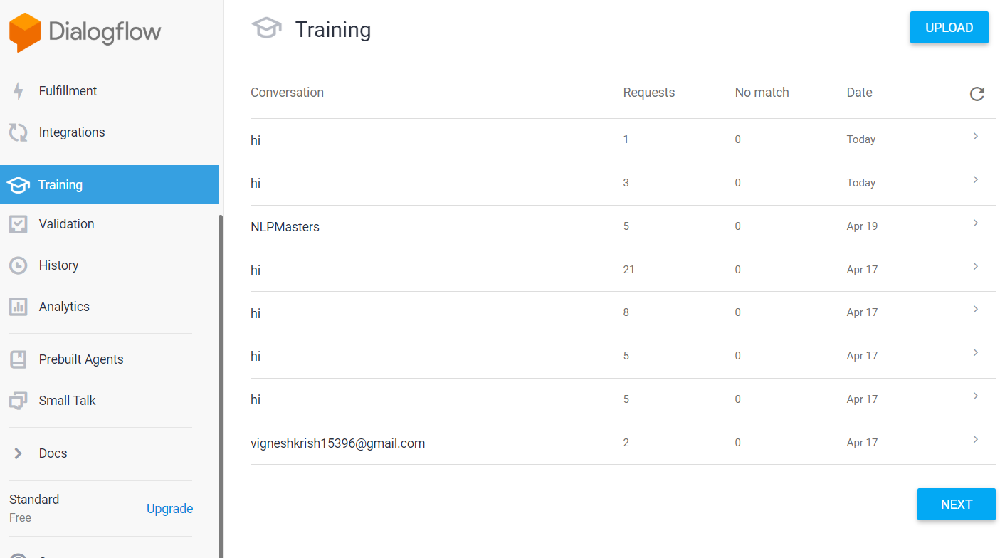 Dialogflow
Training
UPLOAD
Fulfillment
Integrations
Training
Validation
History
Analytics
Prebuilt Agents
Small Talk
Docs
Standard
Free
Upgrade
Conversation Requests No match Date
hi 1 0 Today
hi 3 0 Today
NLPMasters 5 0 Apr 19
hi 21 0 Apr 17
hi 8 0 Apr 17
hi 5 0 Apr 17
hi 5 0 Apr 17
vigneshkrish15396@gmail.com 2 0 Apr 17
NEXT